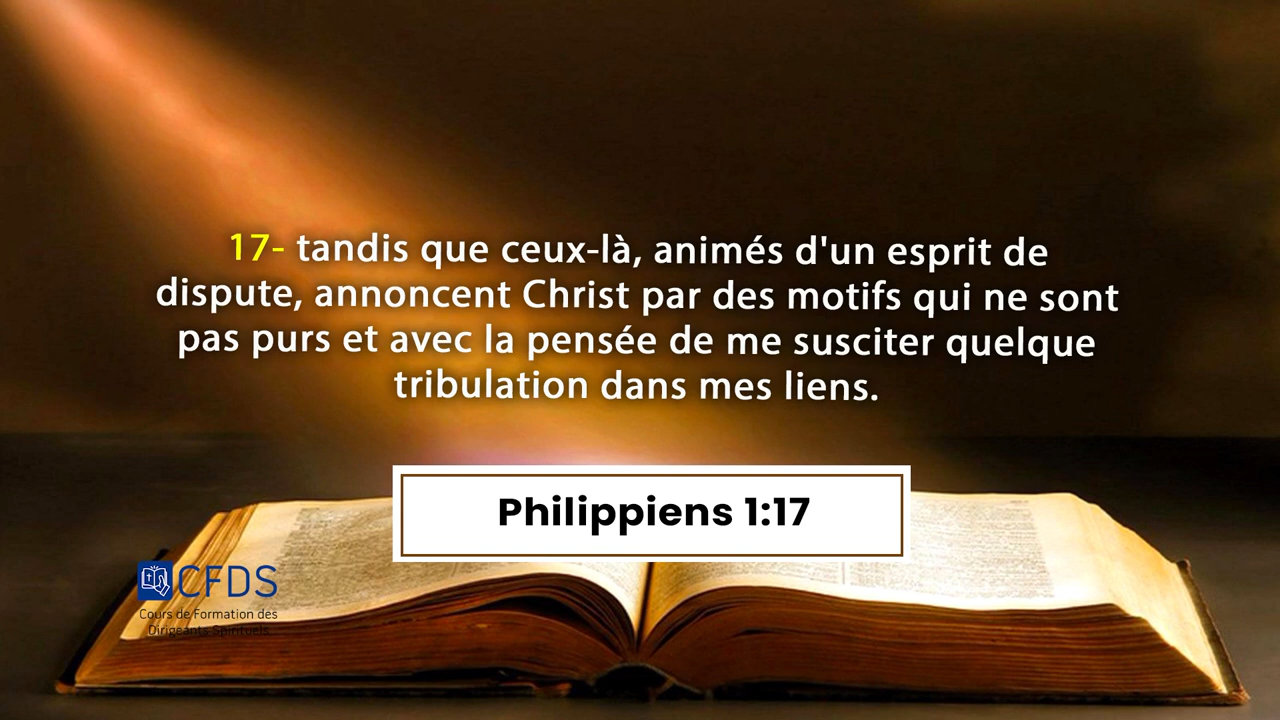 17- tandis que ceux-là, animés d'un esprit de
dispute, annoncent Christ par des motifs qui ne sont
pas purs et avec la pensée de me susciter quelque
tribulation dans mes liens.
Philippiens 1:17
CFDS
Cours de Formation des
Dirigeants Spirituels